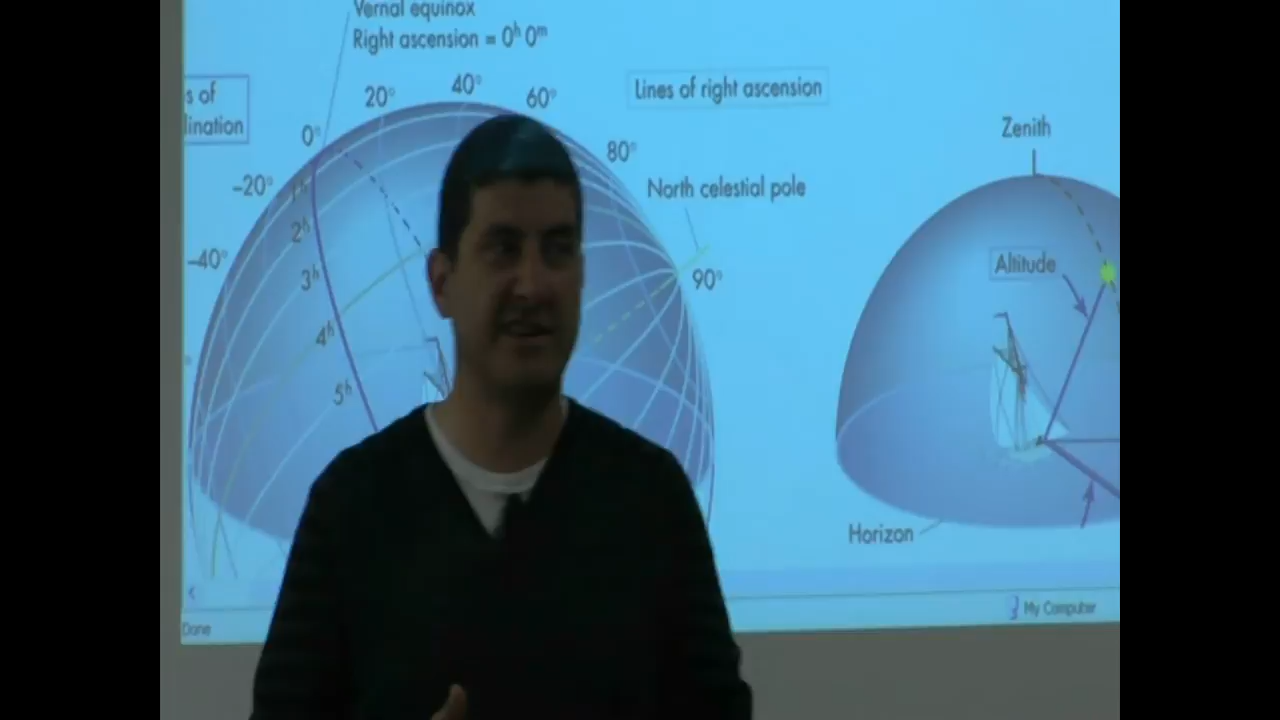 Vernal equinox
Right ascension = 0ʰ 0ᵐ
s of
lination
20°
40°
60°
Lines of right ascension
0°
80°
Zenith
−20°
1ʰ
North celestial pole
2ʰ
−40°
3ʰ
90°
Altitude
4ʰ
5ʰ
Horizon
Done
My Computer